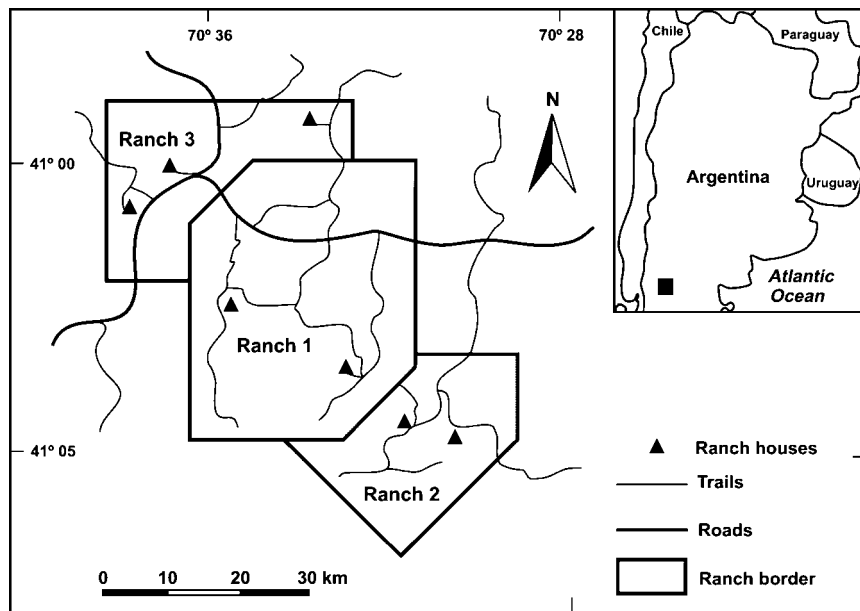 70° 36
70° 28
Chile
Paraguay
N
Ranch 3
41° 00
Argentina
Uruguay
Atlantic
Ocean
Ranch 1
41° 05
Ranch houses
Trails
Ranch 2
Roads
0 10 20 30 km
Ranch border